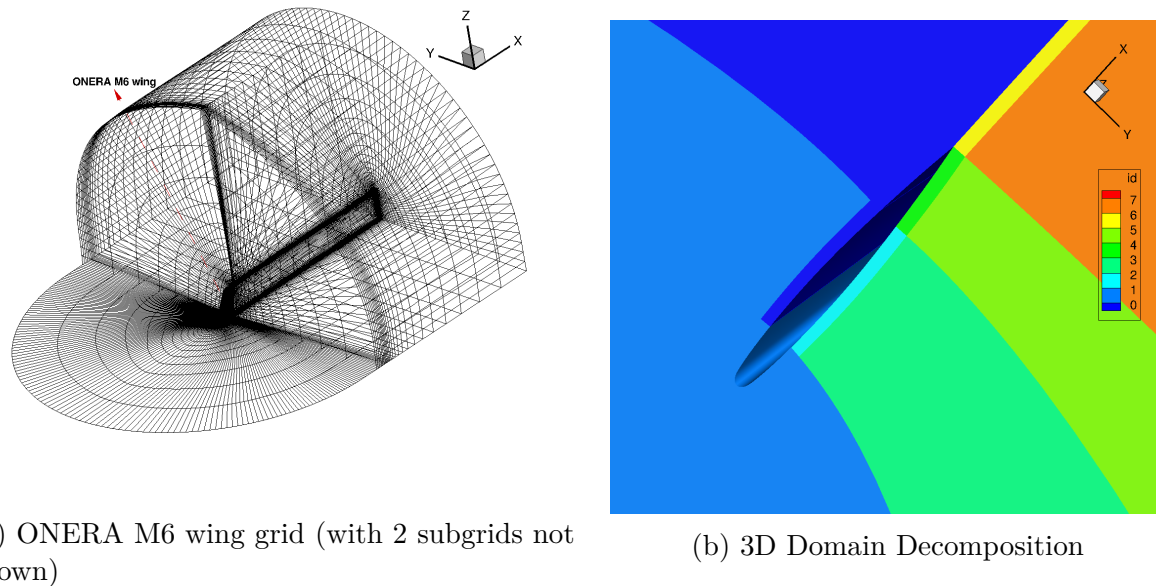 ONERA M6 wing
Z
Y
X
X
Z
Y
id
7
6
5
4
3
2
1
0
) ONERA M6 wing grid (with 2 subgrids not
own)
(b) 3D Domain Decomposition